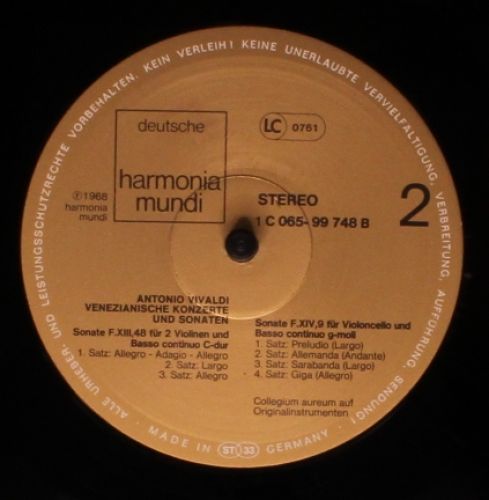 ALLE URHEBER- UND LEISTUNGSSCHUTZRECHTE VORBEHALTEN. KEIN VERLEIH! KEINE UNERLAUBTE VERVIELFÄLTIGUNG, VERBREITUNG, AUFFÜHRUNG, SENDUNG!
deutsche
harmonia
mundi
LC 0761
℗1968
harmonia
mundi
STEREO
1 C 065-99 748 B
2
ANTONIO VIVALDI
VENEZIANISCHE KONZERTE
UND SONATEN
Sonate F.XIII,48 für 2 Violinen und
Basso continuo C-dur
1. Satz: Allegro - Adagio - Allegro
2. Satz: Largo
3. Satz: Allegro
Sonate F.XIV,9 für Violoncello und
Basso continuo g-moll
1. Satz: Preludio (Largo)
2. Satz: Allemanda (Andante)
3. Satz: Sarabanda (Largo)
4. Satz: Giga (Allegro)
Collegium aureum auf
Originalinstrumenten
MADE IN ST 33 GERMANY